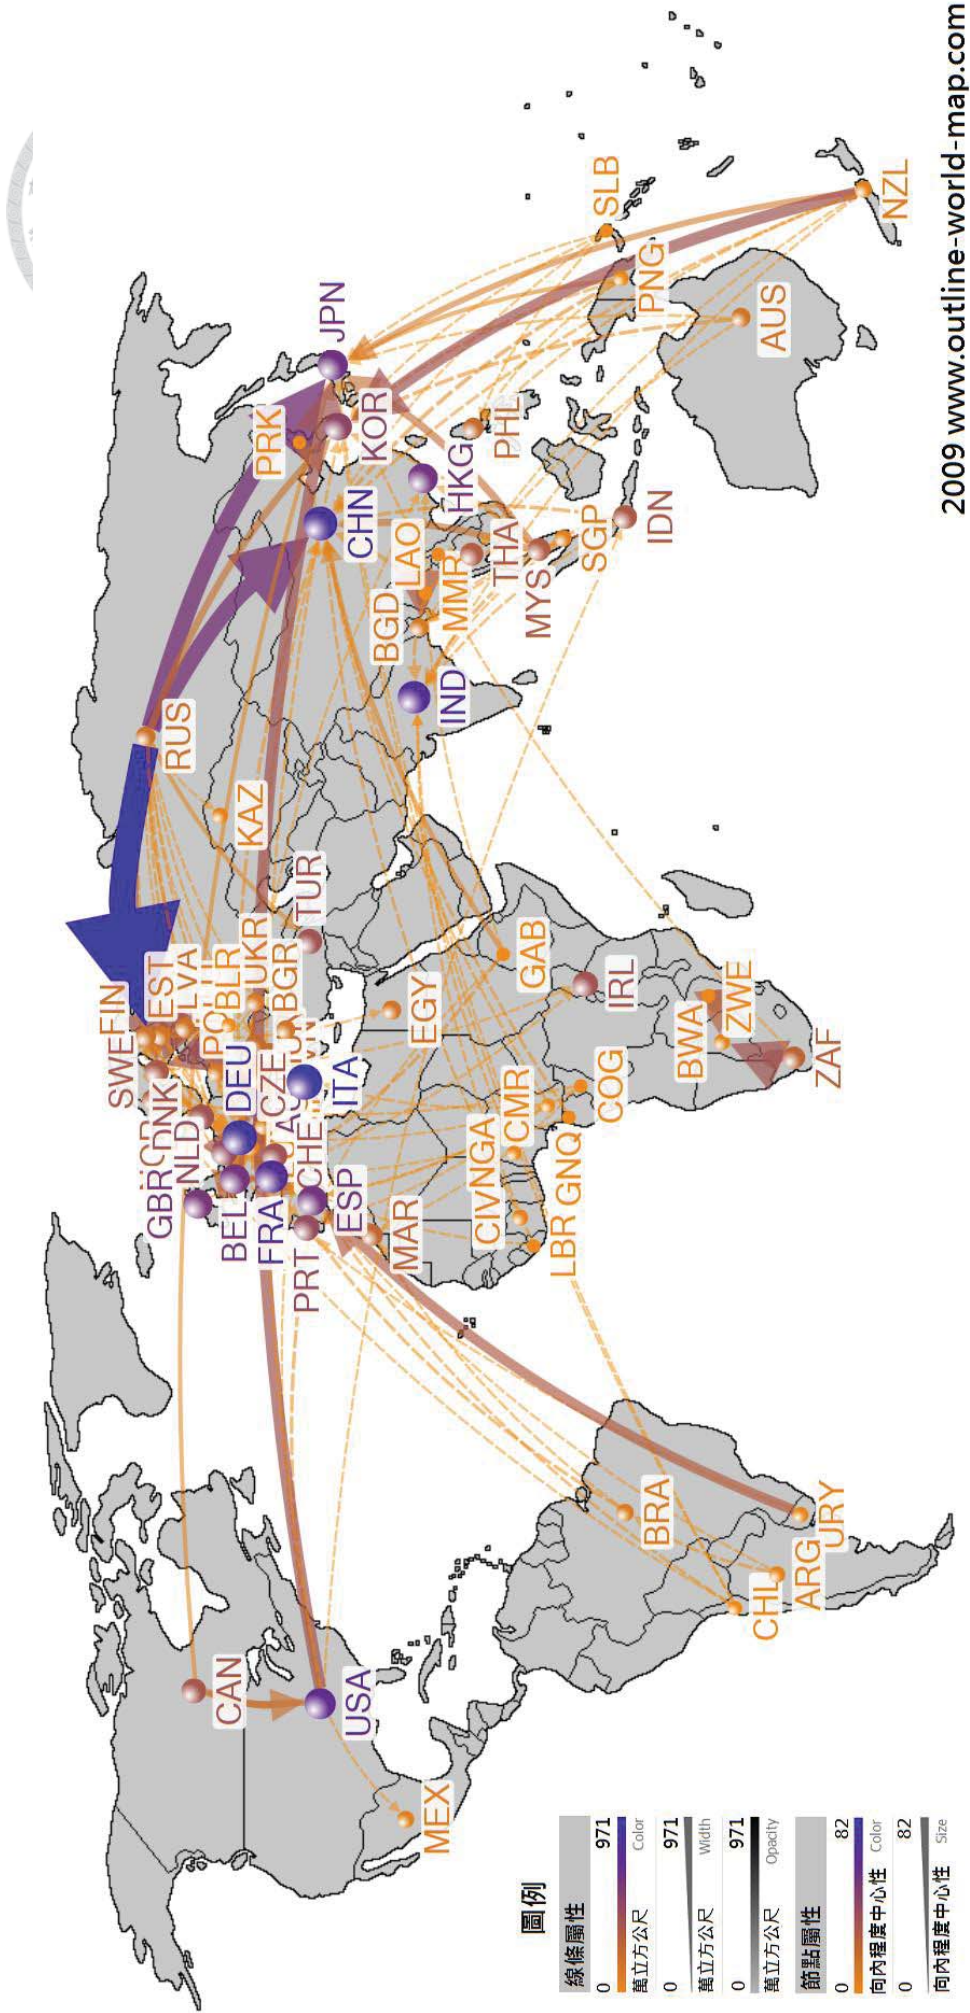 2009 www.outline-world-map.com
JPN
SLB
PNG
NZL
AUS
PRK
KOR
PHL
HKG
CHN
LAO
THA
SGP
IDN
BGD
MMR
MYS
IND
RUS
KAZ
TUR
UKR
BGR
BLR
LVA
EST
SWE
FIN
EGY
GAB
IRL
ZWE
BWA
ZAF
DEU
CZE
ITA
DNK
NLD
GBR
BEL
FRA
CHE
ESP
PRT
MAR
CIV
NGA
CMR
COG
GNQ
LBR
BRA
URY
ARG
CHL
CAN
USA
MEX
圖例
線條屬性
0 971
萬立方公尺 Color
0 971
萬立方公尺 Width
0 971
萬立方公尺 Opacity
節點屬性
0 82
向內程度中心性 Color
0 82
向內程度中心性 Size